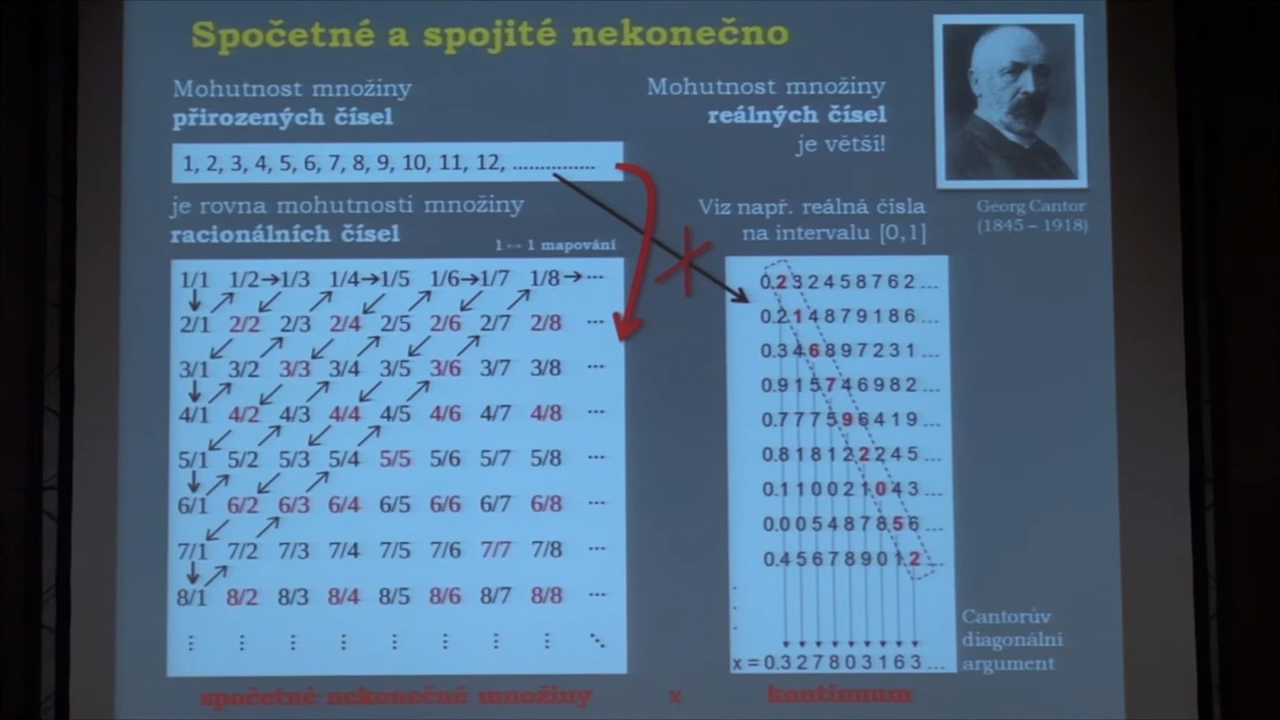 Spočetné a spojité nekonečno
Mohutnost množiny
přirozených čísel
1, 2, 3, 4, 5, 6, 7, 8, 9, 10, 11, 12, ................
je rovna mohutnosti množiny
racionálních čísel
1 ↔ 1 mapování
1/1 1/2→1/3 1/4→1/5 1/6→1/7 1/8→ ...
2/1 2/2 2/3 2/4 2/5 2/6 2/7 2/8 ...
3/1 3/2 3/3 3/4 3/5 3/6 3/7 3/8 ...
4/1 4/2 4/3 4/4 4/5 4/6 4/7 4/8 ...
5/1 5/2 5/3 5/4 5/5 5/6 5/7 5/8 ...
6/1 6/2 6/3 6/4 6/5 6/6 6/7 6/8 ...
7/1 7/2 7/3 7/4 7/5 7/6 7/7 7/8 ...
8/1 8/2 8/3 8/4 8/5 8/6 8/7 8/8 ...
spočetné nekonečné množiny x kontinuum
Mohutnost množiny
reálných čísel
je větší!
Viz např. reálná čísla
na intervalu [0,1]
0.232458762...
0.214879186...
0.346897231...
0.915746982...
0.777596419...
0.818122245...
0.110021043...
0.005487856...
0.456789012...
x = 0.327803163...
Georg Cantor
(1845 – 1918)
Cantorův
diagonální
argument